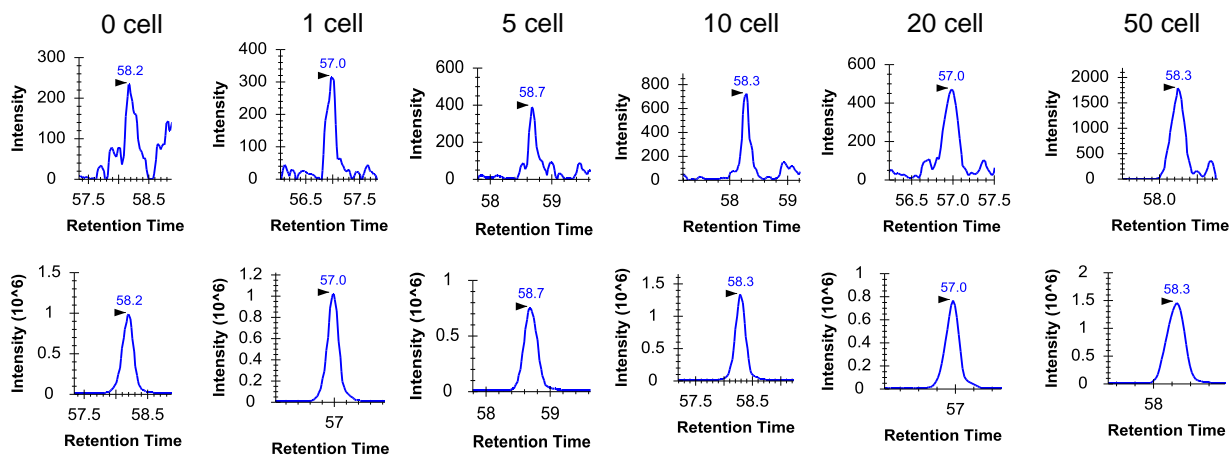 0 cell 1 cell 5 cell 10 cell 20 cell 50 cell
300 200 100 0 Intensity 58.2 57.5 58.5 Retention Time
400 300 200 100 0 57.0 56.5 57.5 Retention Time
600 400 200 0 Intensity 58.7 58 59 Retention Time
800 600 400 200 0 Intensity 58.3 58 59 Retention Time
600 400 200 0 Intensity 57.0 56.5 57.0 57.5 Retention Time
2000 1500 1000 500 0 Intensity 58.3 58.0 Retention Time
1.5 1 0.5 0 Intensity (10^6) 58.2 57.5 58.5 Retention Time
1.2 1 0.8 0.6 0.4 0.2 0 Intensity (10^6) 57.0 57 Retention Time
1 0.5 0 Intensity (10^6) 58.7 58 59 Retention Time
1.5 1 0.5 0 Intensity (10^6) 58.3 57.5 58.5 Retention Time
1 0.8 0.6 0.4 0.2 0 Intensity (10^6) 57.0 57 Retention Time
2 1.5 1 0.5 0 Intensity (10^6) 58.3 58 Retention Time